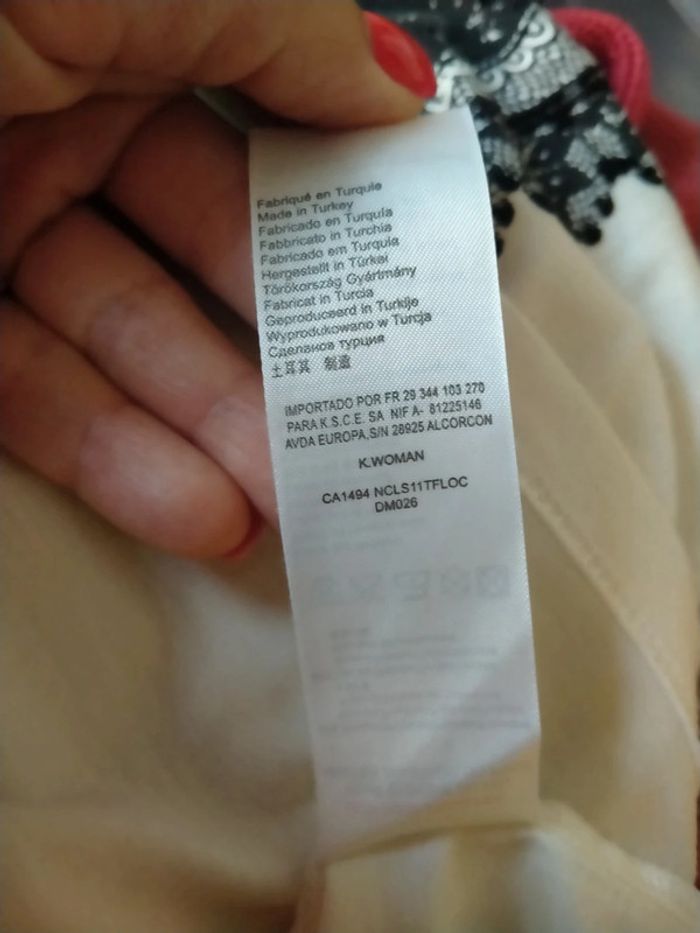 Fabriqué en Turquie
Made in Turkey
Fabricado en Turquía
Fabbricato in Turchia
Fabricado em Turquia
Hergestellt in Türkei
Törökország Gyártmány
Fabricat in Turcia
Geproduceerd in Turkije
Wyprodukowano w Turcja
Сделанов турция
土耳其 制造
IMPORTADO POR FR 29 344 103 270
PARA K.S.C.E. SA NIF A- 81225146
AVDA EUROPA,S/N 28925 ALCORCON
K.WOMAN
CA1494 NCLS11TFLOC
DM026